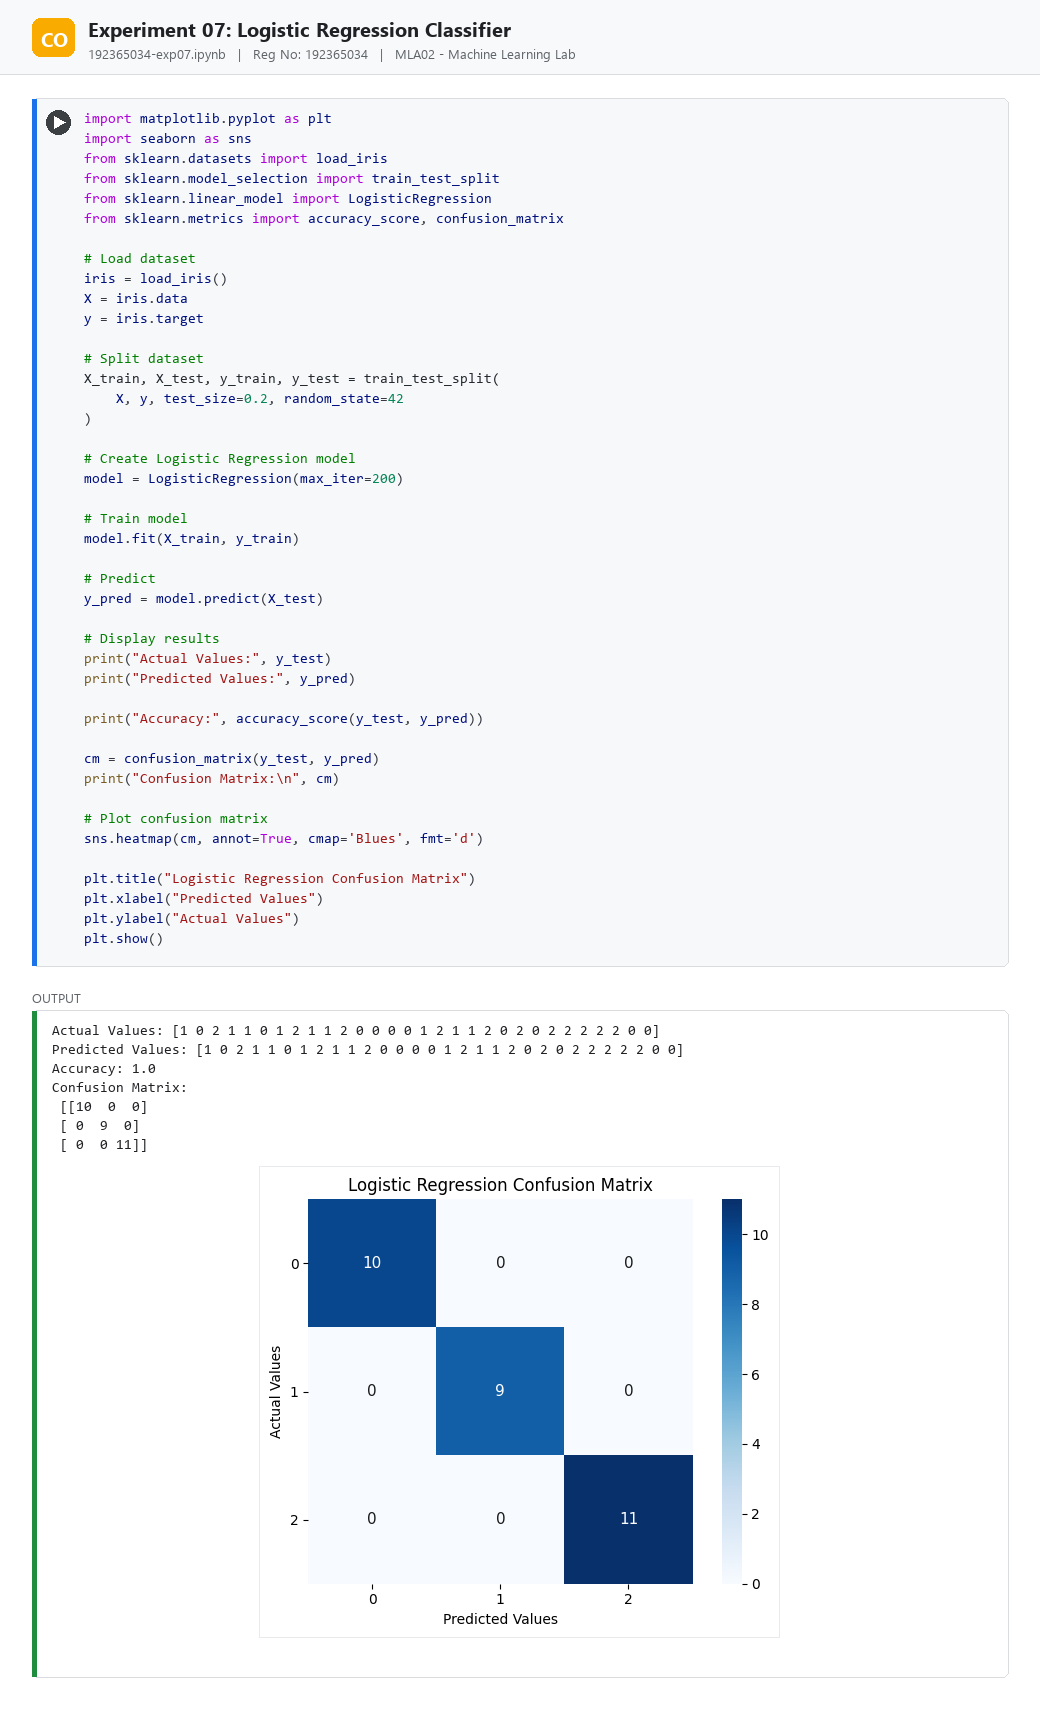 CO
Experiment 07: Logistic Regression Classifier
192365034-exp07.ipynb | Reg No: 192365034 | MLA02 - Machine Learning Lab
import matplotlib.pyplot as plt
import seaborn as sns
from sklearn.datasets import load_iris
from sklearn.model_selection import train_test_split
from sklearn.linear_model import LogisticRegression
from sklearn.metrics import accuracy_score, confusion_matrix
# Load dataset
iris = load_iris()
X = iris.data
y = iris.target
# Split dataset
X_train, X_test, y_train, y_test = train_test_split(
    X, y, test_size=0.2, random_state=42
)
# Create Logistic Regression model
model = LogisticRegression(max_iter=200)
# Train model
model.fit(X_train, y_train)
# Predict
y_pred = model.predict(X_test)
# Display results
print("Actual Values:", y_test)
print("Predicted Values:", y_pred)
print("Accuracy:", accuracy_score(y_test, y_pred))
cm = confusion_matrix(y_test, y_pred)
print("Confusion Matrix:\n", cm)
# Plot confusion matrix
sns.heatmap(cm, annot=True, cmap='Blues', fmt='d')
plt.title("Logistic Regression Confusion Matrix")
plt.xlabel("Predicted Values")
plt.ylabel("Actual Values")
plt.show()
OUTPUT
Actual Values: [1 0 2 1 1 0 1 2 1 1 2 0 0 0 0 1 2 1 1 2 0 2 0 2 2 2 2 2 0 0]
Predicted Values: [1 0 2 1 1 0 1 2 1 1 2 0 0 0 0 1 2 1 1 2 0 2 0 2 2 2 2 2 0 0]
Accuracy: 1.0
Confusion Matrix:
 [[10  0  0]
 [ 0  9  0]
 [ 0  0 11]]
Logistic Regression Confusion Matrix
Actual Values
0
10 0 0
1
0 9 0
2
0 0 11
0 1 2
Predicted Values
10
8
6
4
2
0